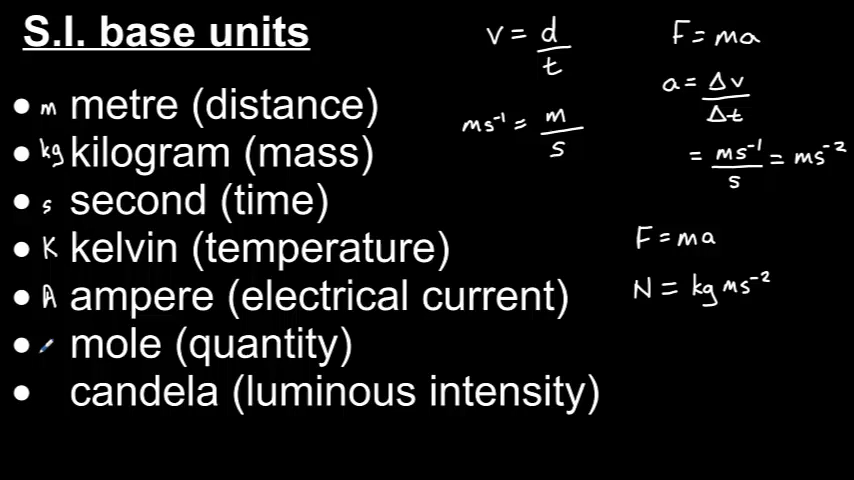 S.I. base units
• m metre (distance)
• kg kilogram (mass)
• s second (time)
• K kelvin (temperature)
• A ampere (electrical current)
• mole (quantity)
• candela (luminous intensity)
v = d/t
ms⁻¹ = m/s
F = ma
a = Δv/Δt
= ms⁻¹/s = ms⁻²
F = ma
N = kg ms⁻²